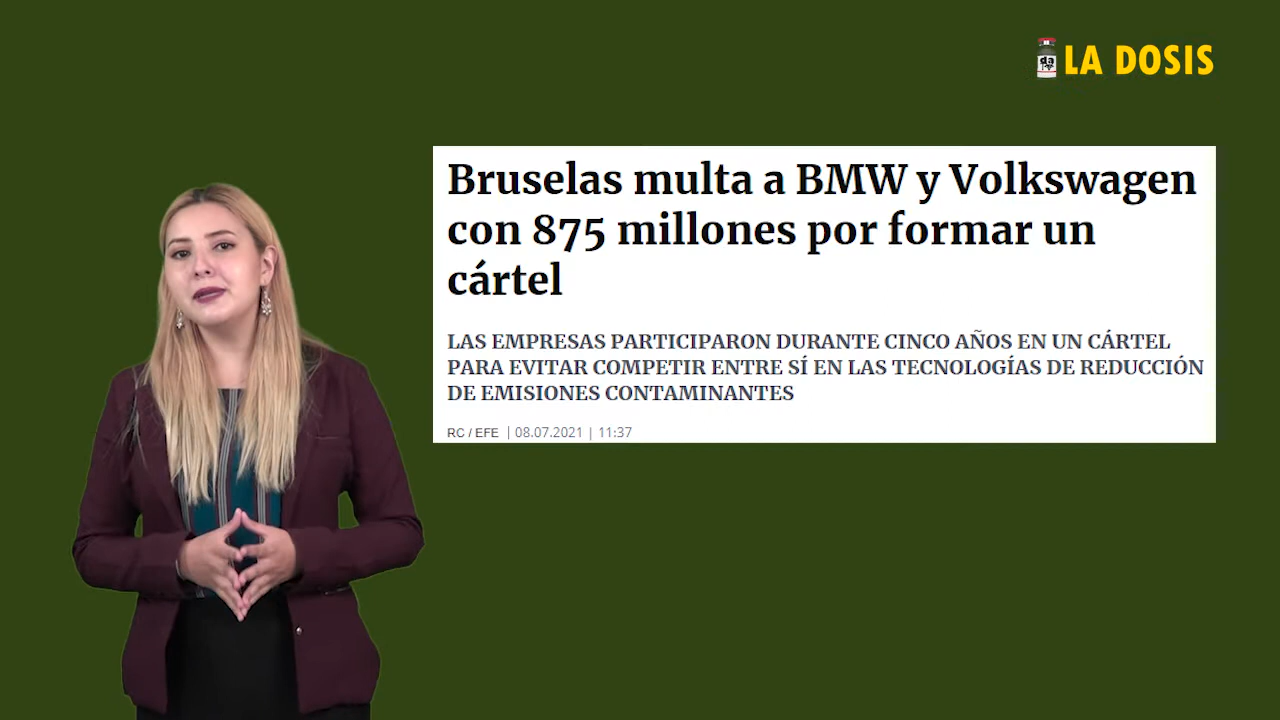 LA DOSIS
Bruselas multa a BMW y Volkswagen
con 875 millones por formar un
cártel
LAS EMPRESAS PARTICIPARON DURANTE CINCO AÑOS EN UN CÁRTEL
PARA EVITAR COMPETIR ENTRE SÍ EN LAS TECNOLOGÍAS DE REDUCCIÓN
DE EMISIONES CONTAMINANTES
RC / EFE | 08.07.2021 | 11:37